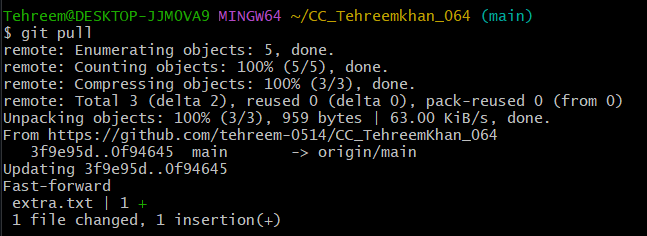 Tehreem@DESKTOP-JJM0VA9 MINGW64 ~/CC_Tehreemkhan_064 (main)
$ git pull
remote: Enumerating objects: 5, done.
remote: Counting objects: 100% (5/5), done.
remote: Compressing objects: 100% (3/3), done.
remote: Total 3 (delta 2), reused 0 (delta 0), pack-reused 0 (from 0)
Unpacking objects: 100% (3/3), 959 bytes | 63.00 KiB/s, done.
From https://github.com/tehreem-0514/CC_TehreemKhan_064
   3f9e95d..0f94645  main       -> origin/main
Updating 3f9e95d..0f94645
Fast-forward
 extra.txt | 1 +
 1 file changed, 1 insertion(+)